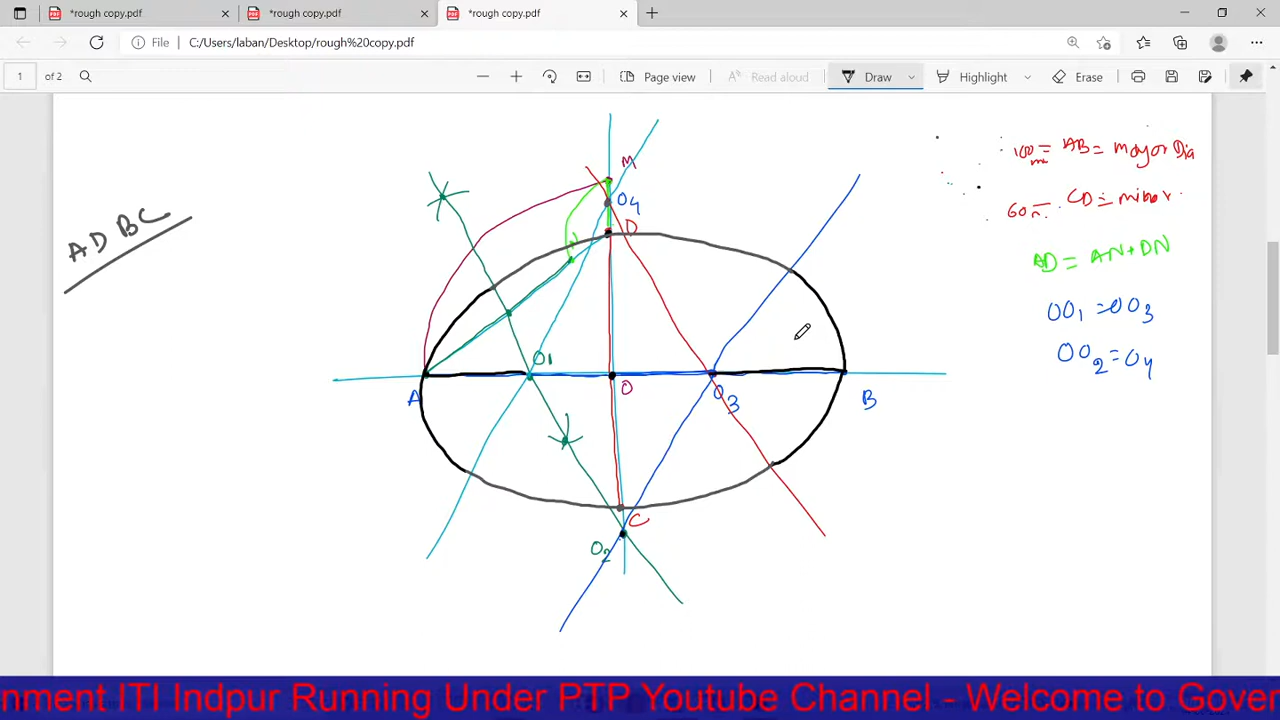 *rough copy.pdf
*rough copy.pdf
*rough copy.pdf
File
C:/Users/laban/Desktop/rough%20copy.pdf
1 of 2
Page view
Read aloud
Draw
Highlight
Erase
A D B C
M
O4
D
N
O1
O
O3
A
B
C
O2
100 = AB = major Dia
60 = CD = minor
AD = AN + DN
OO1 = OO3
OO2 = O4
nment ITI Indpur Running Under PTP Youtube Channel - Welcome to Gover